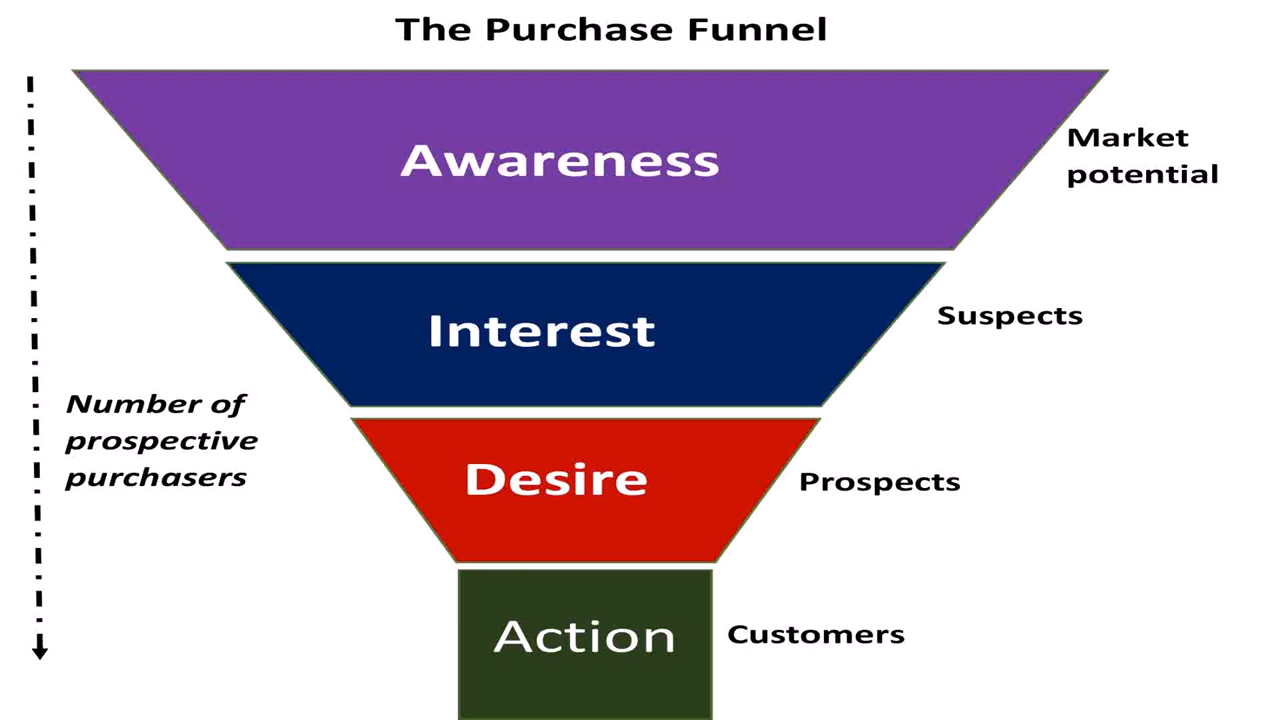 The Purchase Funnel
Awareness
Market
potential
Interest
Suspects
Number of
prospective
purchasers
Desire
Prospects
Action
Customers